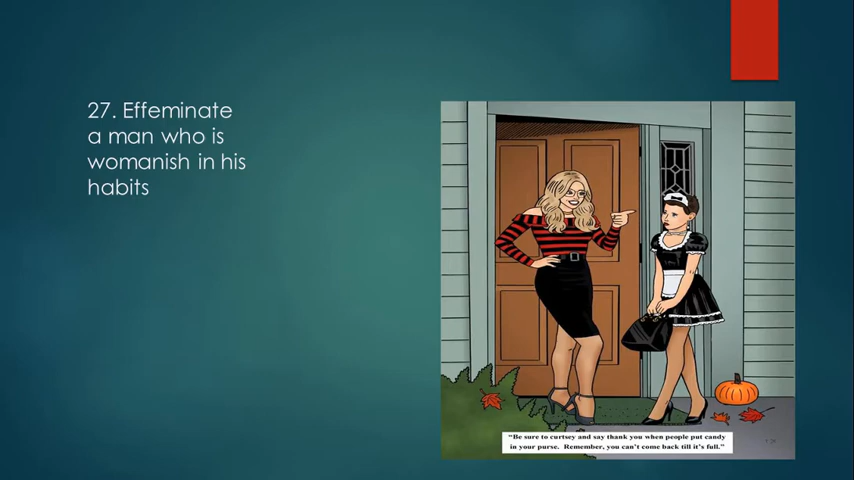 27. Effeminate
a man who is
womanish in his
habits
"Be sure to curtsey and say thank you when people put candy
in your purse. Remember, you can't come back till it's full."